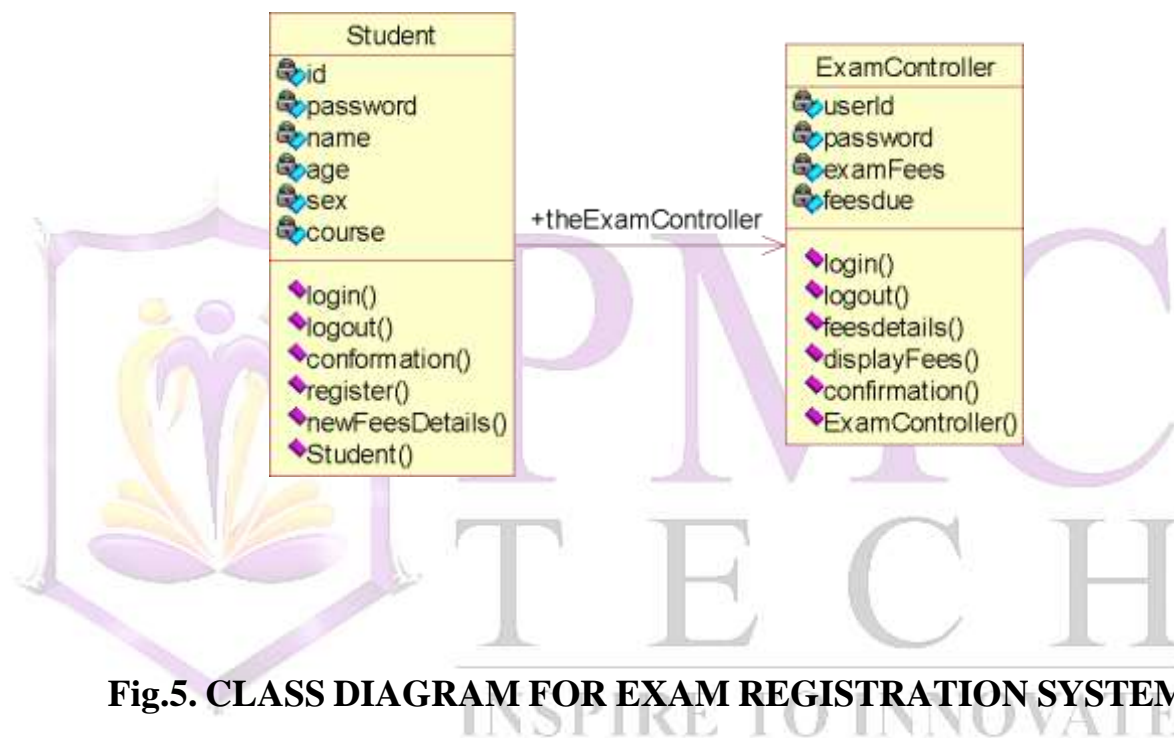 Student
id
password
name
age
sex
course
login()
logout()
conformation()
register()
newFeesDetails()
Student()
+theExamController
ExamController
userId
password
examFees
feesdue
login()
logout()
feesdetails()
displayFees()
confirmation()
ExamController()
PMC
TECH
Fig.5. CLASS DIAGRAM FOR EXAM REGISTRATION SYSTEM
INSPIRE TO INNOVATE